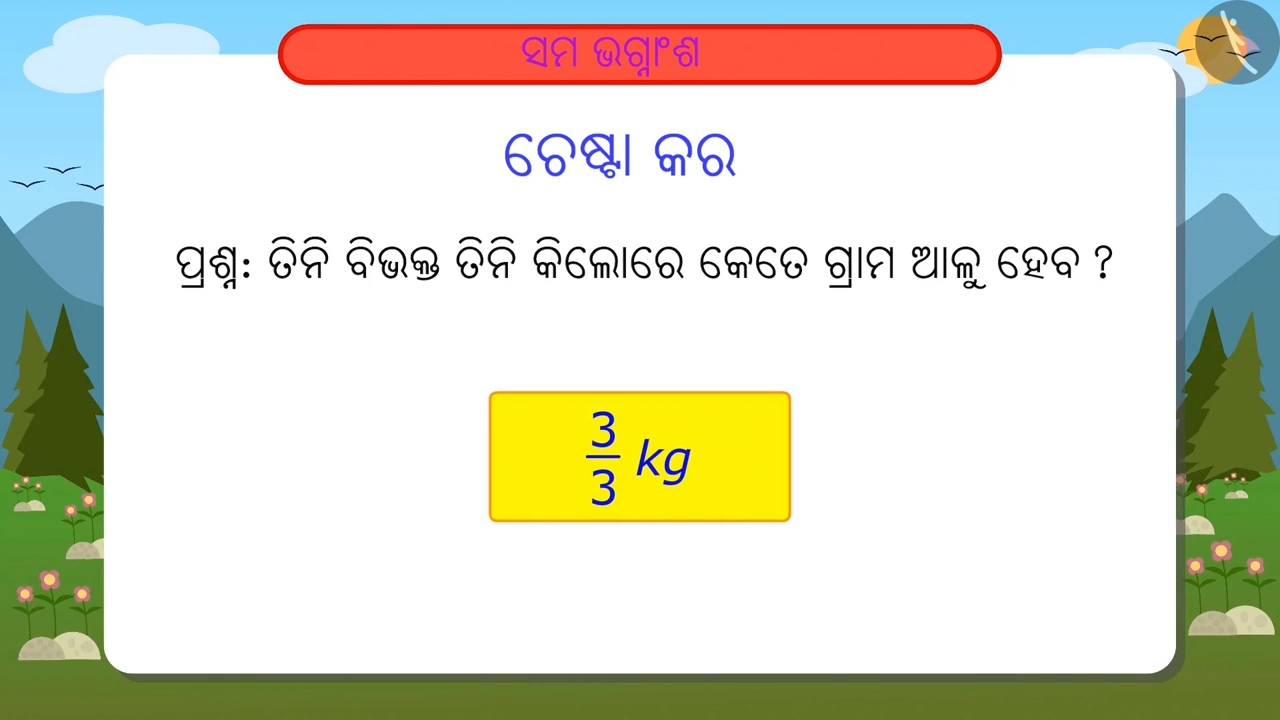 ସମ ଭଗ୍ନାଂଶ
ଚେଷ୍ଟା କର
ପ୍ରଶ୍ନ: ତିନି ବିଭକ୍ତ ତିନି କିଲୋରେ କେତେ ଗ୍ରାମ ଆଳୁ ହେବ ?
3
3
kg